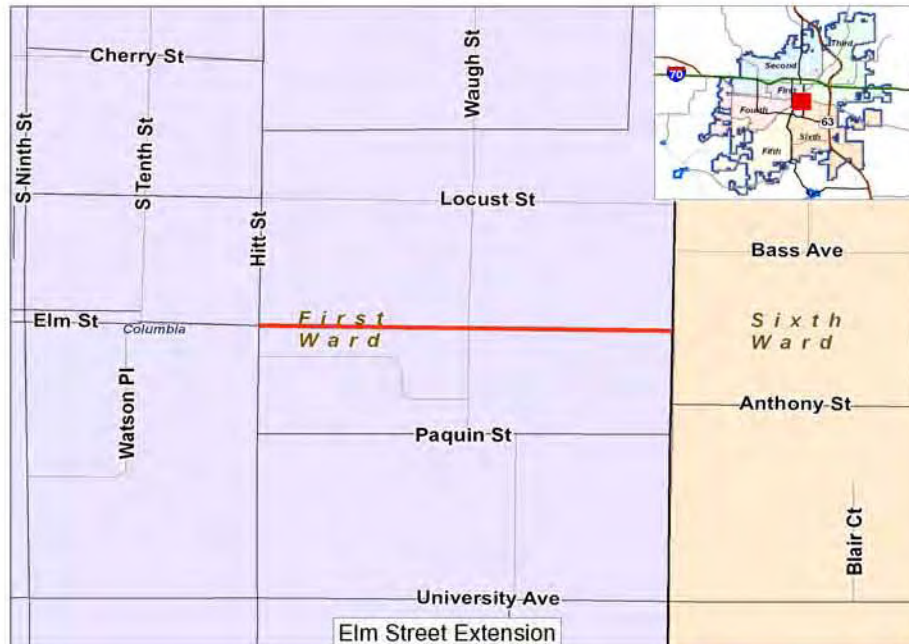 Cherry St
Waugh St
S Ninth St
S Tenth St
Hitt St
Locust St
Elm St
Columbia
First
Ward
Watson Pl
Paquin St
University Ave
Elm Street Extension
Bass Ave
Sixth
Ward
Anthony St
Blair Ct
Third
Second
70
First
Fourth
63
Sixth
Fifth